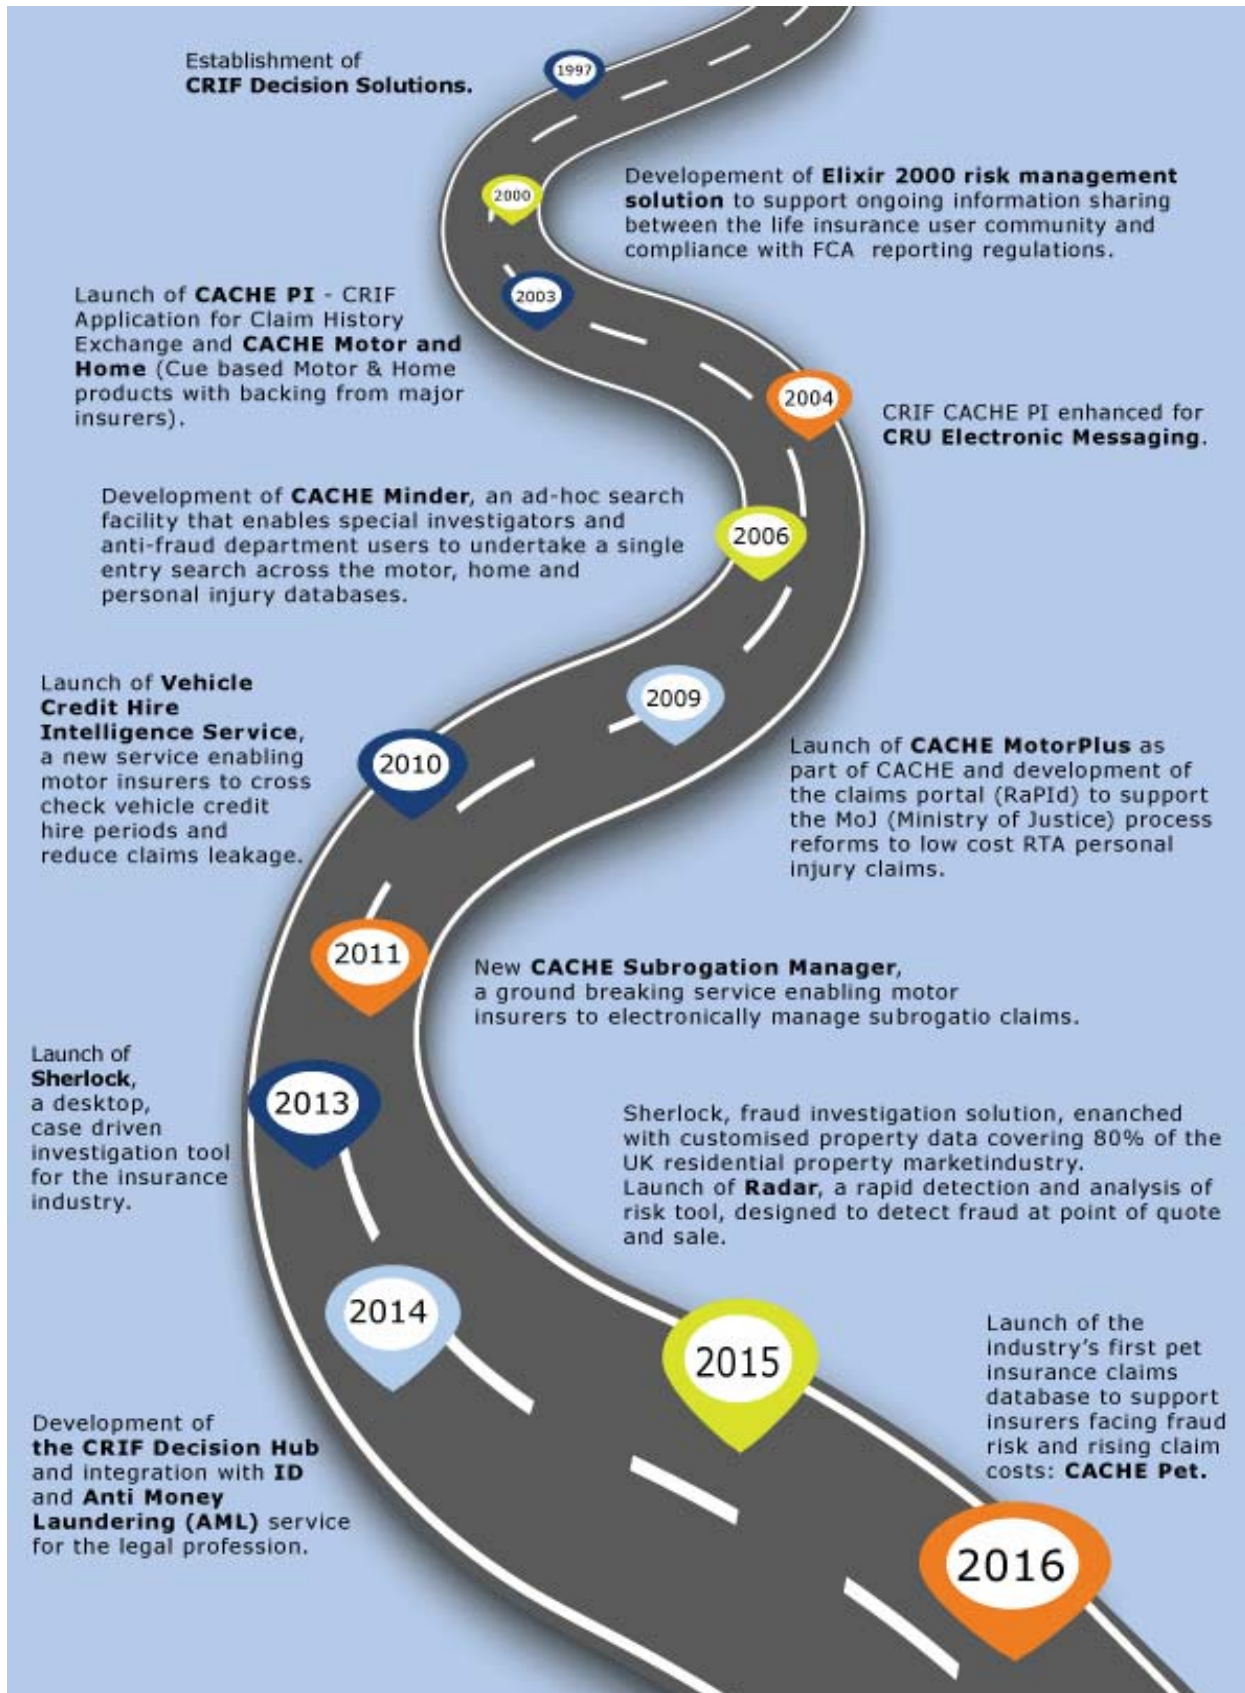 Establishment of
CRIF Decision Solutions.
1997
2000
Developement of Elixir 2000 risk management
solution to support ongoing information sharing
between the life insurance user community and
compliance with FCA reporting regulations.
Launch of CACHE PI - CRIF
Application for Claim History
Exchange and CACHE Motor and
Home (Cue based Motor & Home
products with backing from major
insurers).
2003
2004
CRIF CACHE PI enhanced for
CRU Electronic Messaging.
Development of CACHE Minder, an ad-hoc search
facility that enables special investigators and
anti-fraud department users to undertake a single
entry search across the motor, home and
personal injury databases.
2006
2009
Launch of CACHE MotorPlus as
part of CACHE and development of
the claims portal (RaPId) to support
the MoJ (Ministry of Justice) process
reforms to low cost RTA personal
injury claims.
Launch of Vehicle
Credit Hire
Intelligence Service,
a new service enabling
motor insurers to cross
check vehicle credit
hire periods and
reduce claims leakage.
2010
2011
New CACHE Subrogation Manager,
a ground breaking service enabling motor
insurers to electronically manage subrogatio claims.
Launch of
Sherlock,
a desktop,
case driven
investigation tool
for the insurance
industry.
2013
Sherlock, fraud investigation solution, enanched
with customised property data covering 80% of the
UK residential property marketindustry.
Launch of Radar, a rapid detection and analysis of
risk tool, designed to detect fraud at point of quote
and sale.
2014
2015
Development of
the CRIF Decision Hub
and integration with ID
and Anti Money
Laundering (AML) service
for the legal profession.
Launch of the
industry's first pet
insurance claims
database to support
insurers facing fraud
risk and rising claim
costs: CACHE Pet.
2016